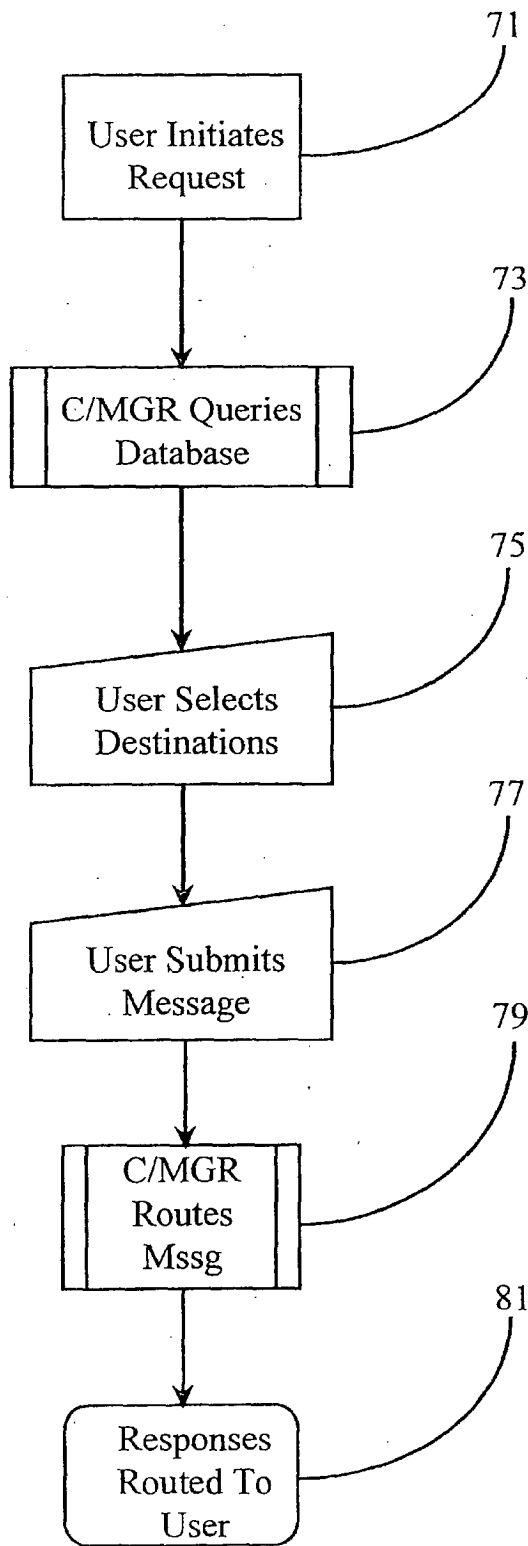 71
User Initiates
Request
73
C/MGR Queries
Database
75
User Selects
Destinations
77
User Submits
Message
79
C/MGR
Routes
Mssg
81
Responses
Routed To
User